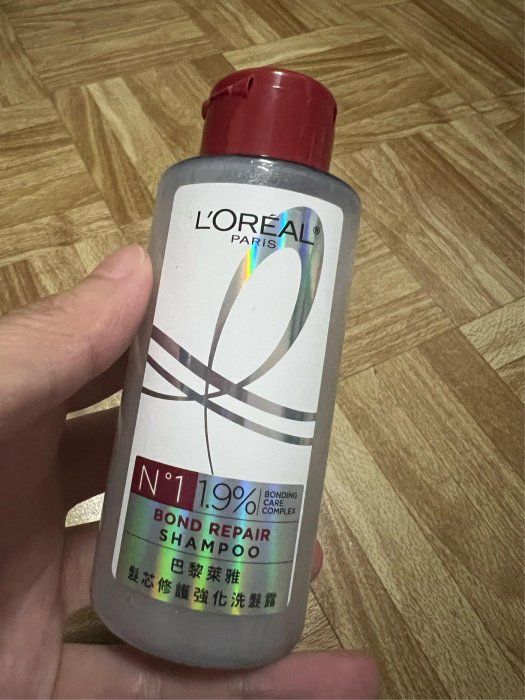 L'ORÉAL®
PARIS
N°1 1.9% BONDING
CARE
COMPLEX
BOND REPAIR
SHAMPOO
巴黎萊雅
髮芯修護強化洗髮露